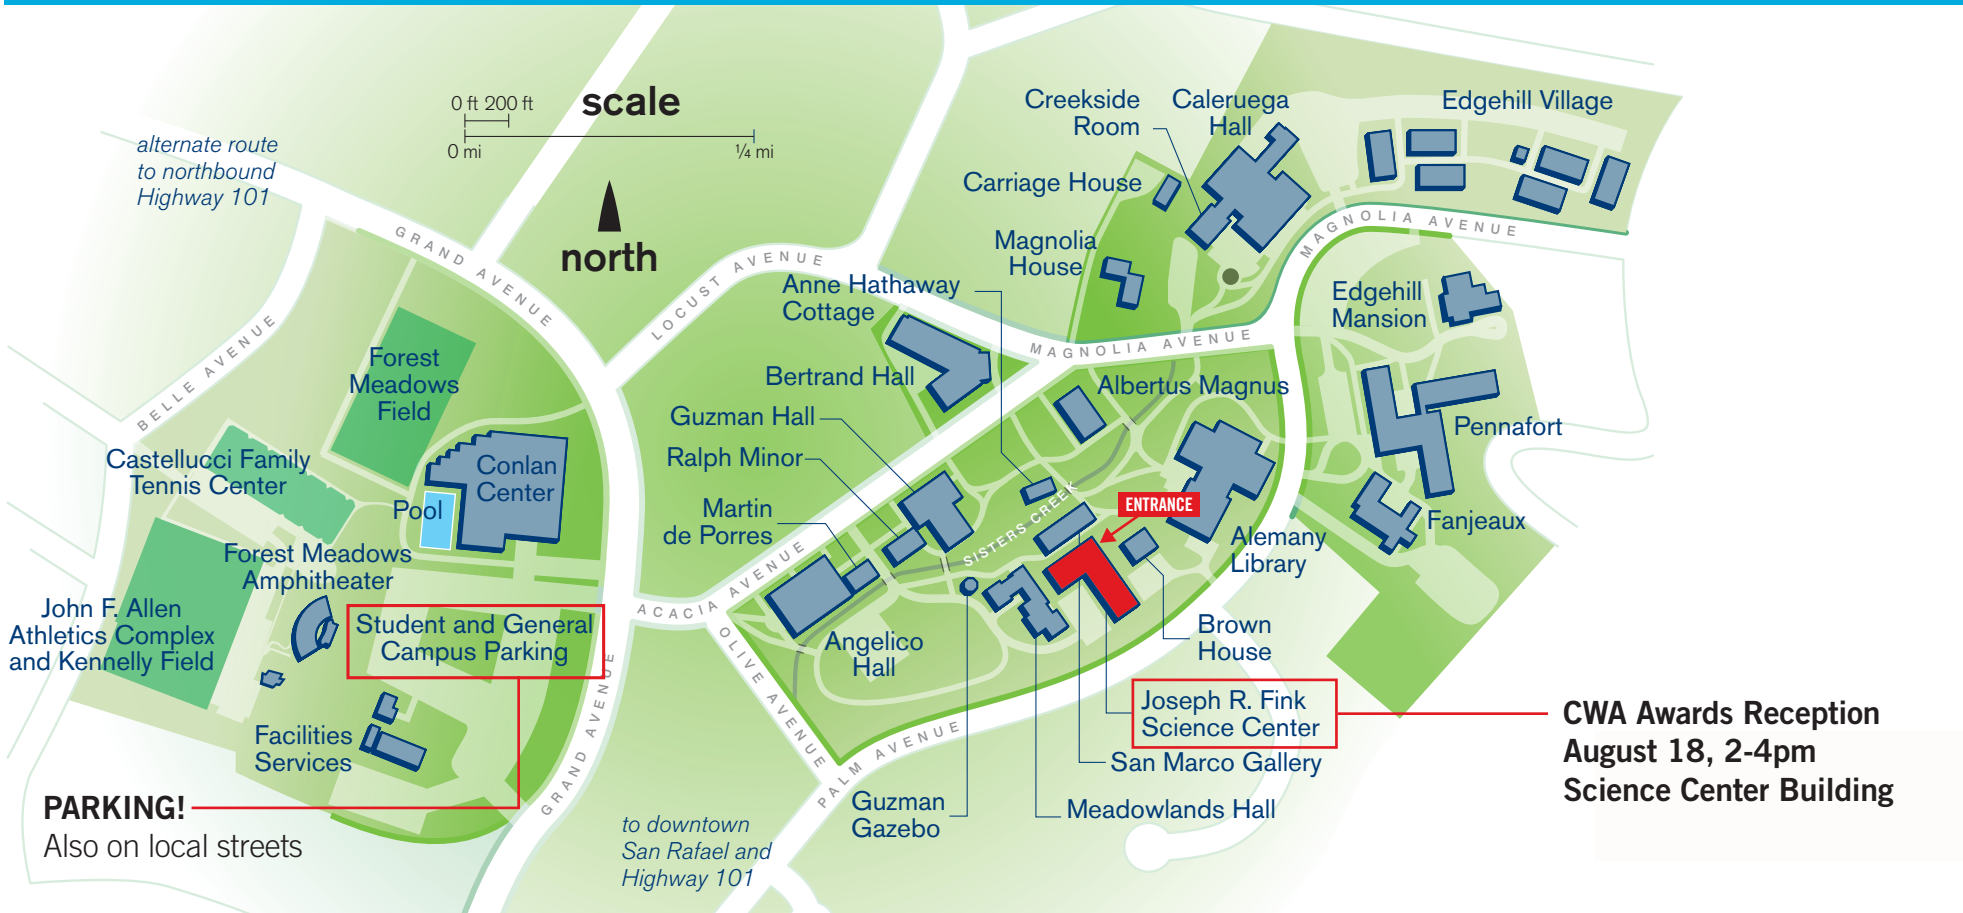 0 ft 200 ft
scale
0 mi
¼ mi
north
alternate route
to northbound
Highway 101
GRAND AVENUE
LOCUST AVENUE
BELLE AVENUE
Creekside
Room
Caleruega
Hall
Edgehill Village
Carriage House
Magnolia
House
MAGNOLIA AVENUE
Anne Hathaway
Cottage
Edgehill
Mansion
MAGNOLIA AVENUE
Forest
Meadows
Field
Bertrand Hall
Albertus Magnus
Guzman Hall
Pennafort
Ralph Minor
Castellucci Family
Tennis Center
Conlan
Center
Pool
Martin
de Porres
SISTERS CREEK
ENTRANCE
Fanjeaux
Alemany
Library
Forest Meadows
Amphitheater
ACACIA AVENUE
John F. Allen
Athletics Complex
and Kennelly Field
Student and General
Campus Parking
OLIVE AVENUE
Angelico
Hall
Brown
House
GRAND AVENUE
Facilities
Services
PALM AVENUE
Joseph R. Fink
Science Center
San Marco Gallery
CWA Awards Reception
August 18, 2-4pm
Science Center Building
PARKING!
Also on local streets
Guzman
Gazebo
Meadowlands Hall
to downtown
San Rafael and
Highway 101